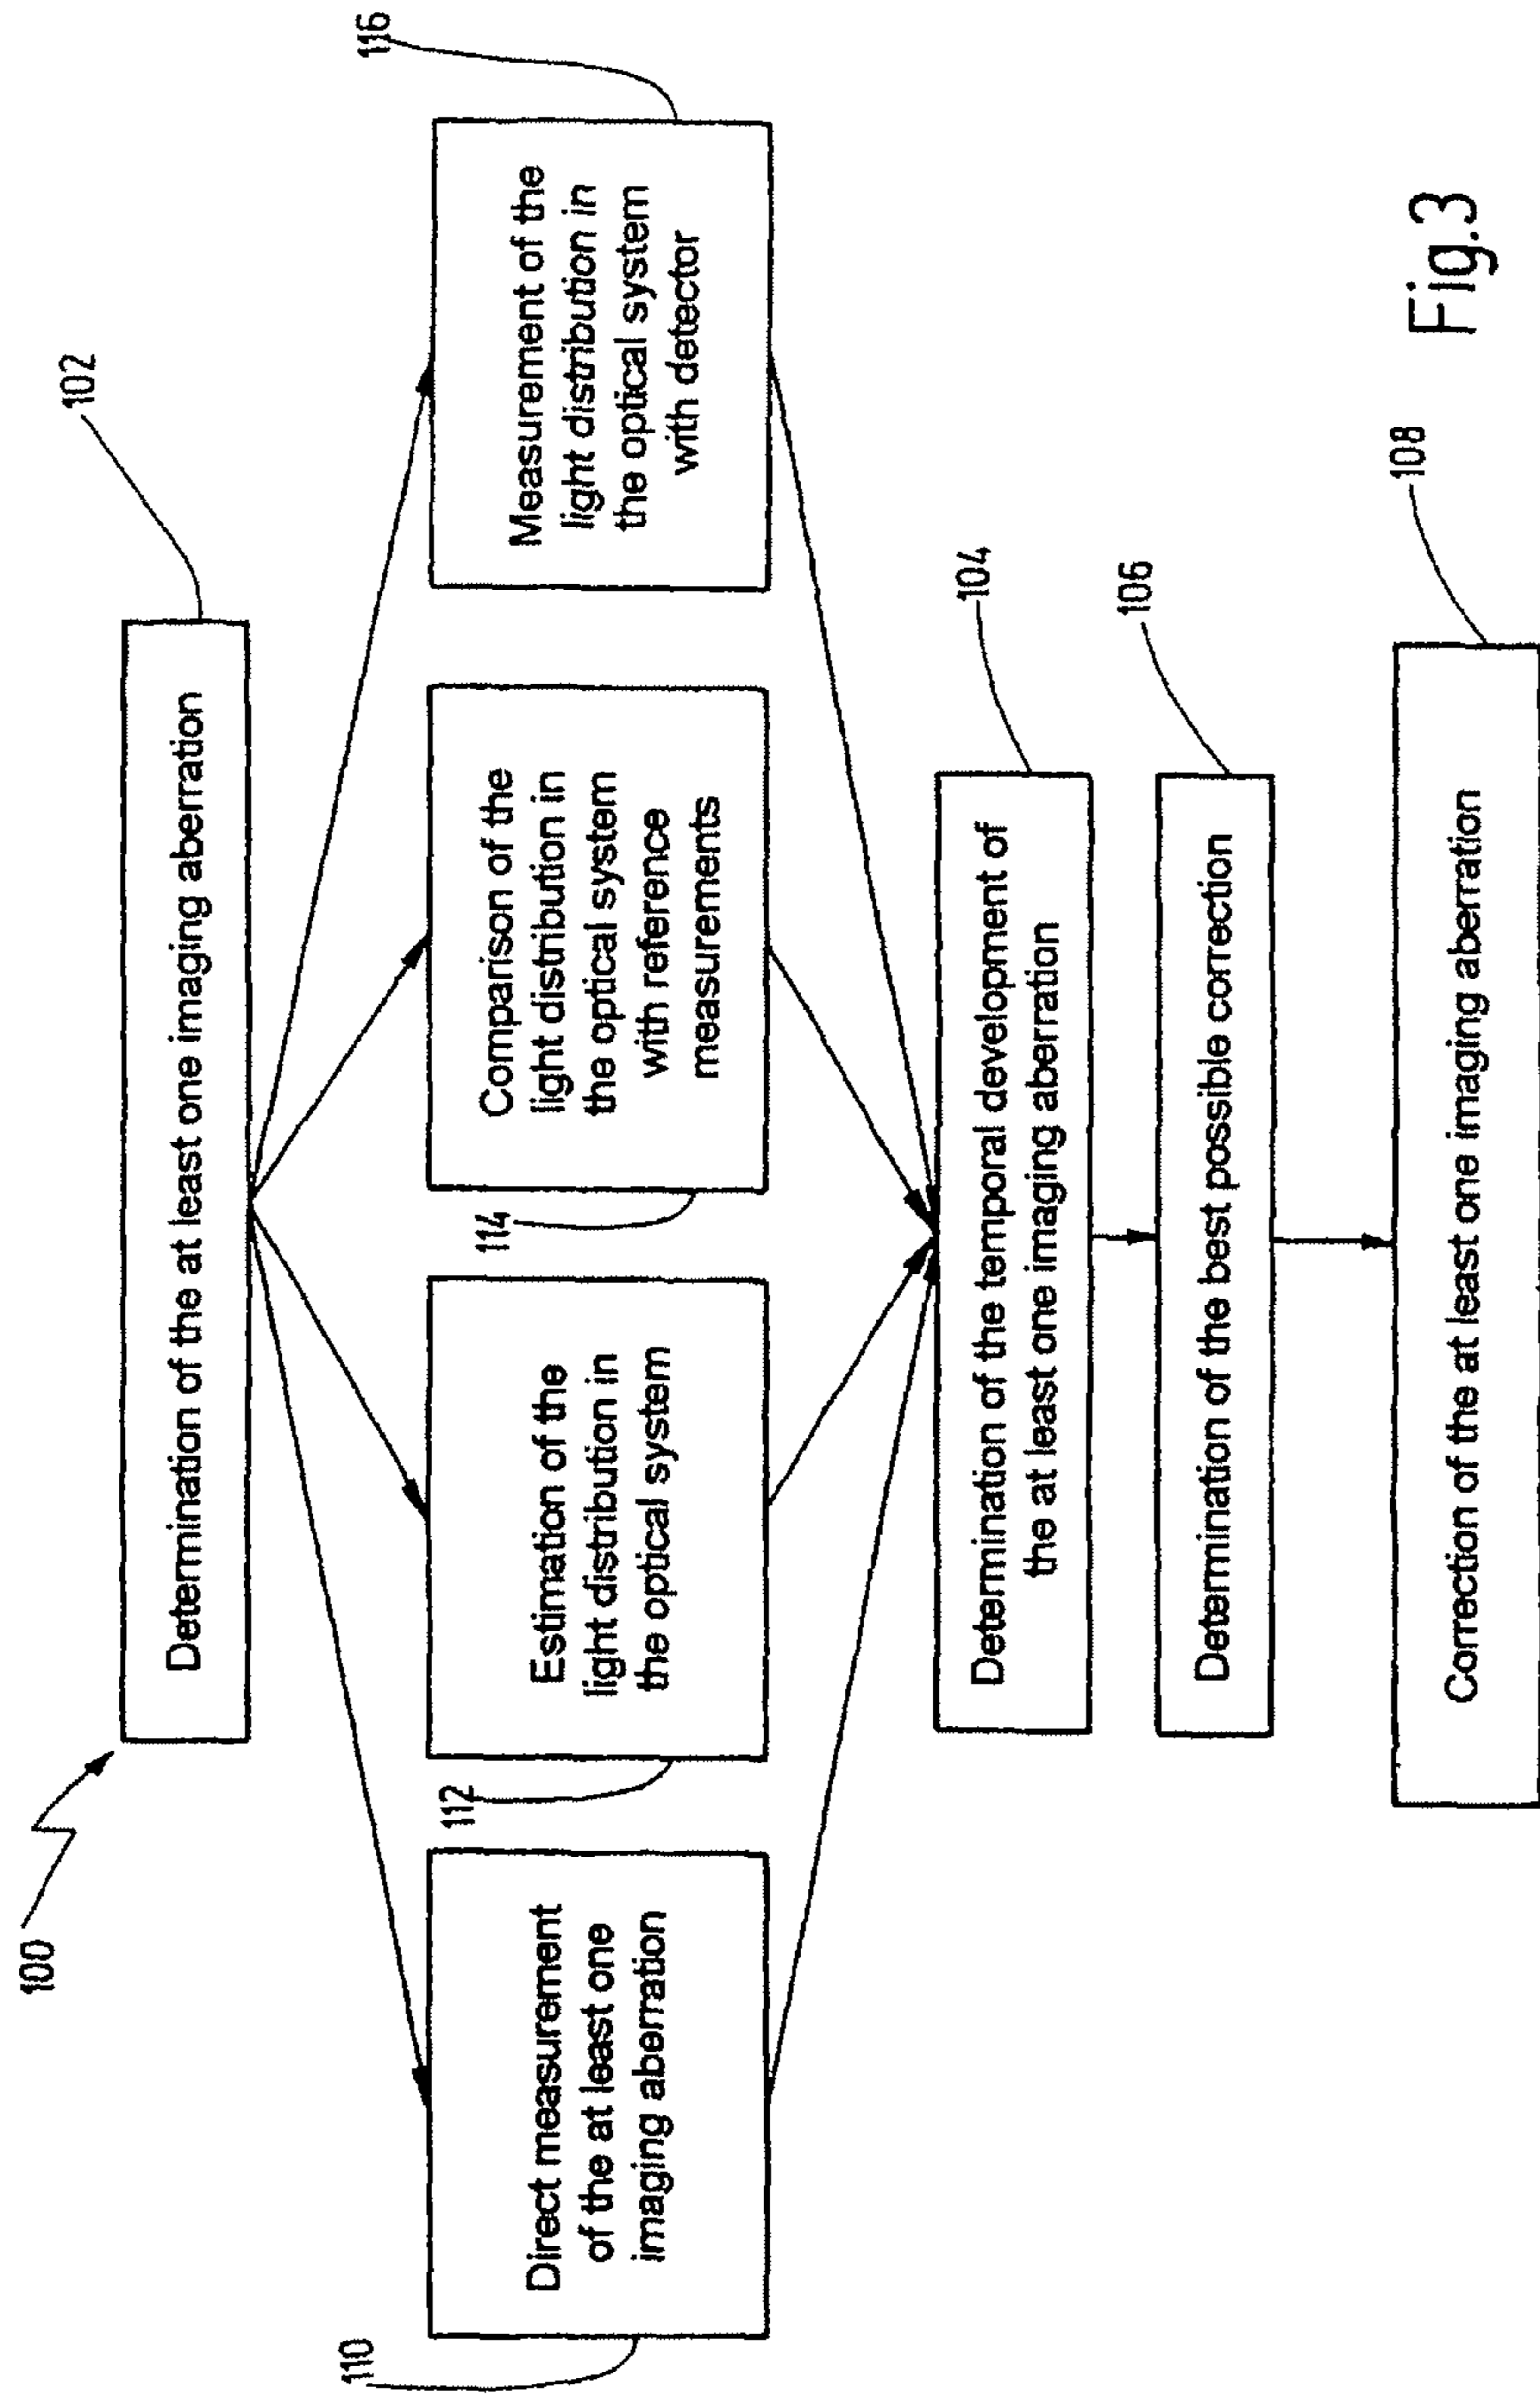 100
102
Determination of the at least one imaging aberration
110
Direct measurement
of the at least one
imaging aberration
112
Estimation of the
light distribution in
the optical system
114
Comparison of the
light distribution in
the optical system
with reference
measurements
116
Measurement of the
light distribution in
the optical system
with detector
104
Determination of the temporal development of
the at least one imaging aberration
106
Determination of the best possible correction
108
Correction of the at least one imaging aberration
Fig.3